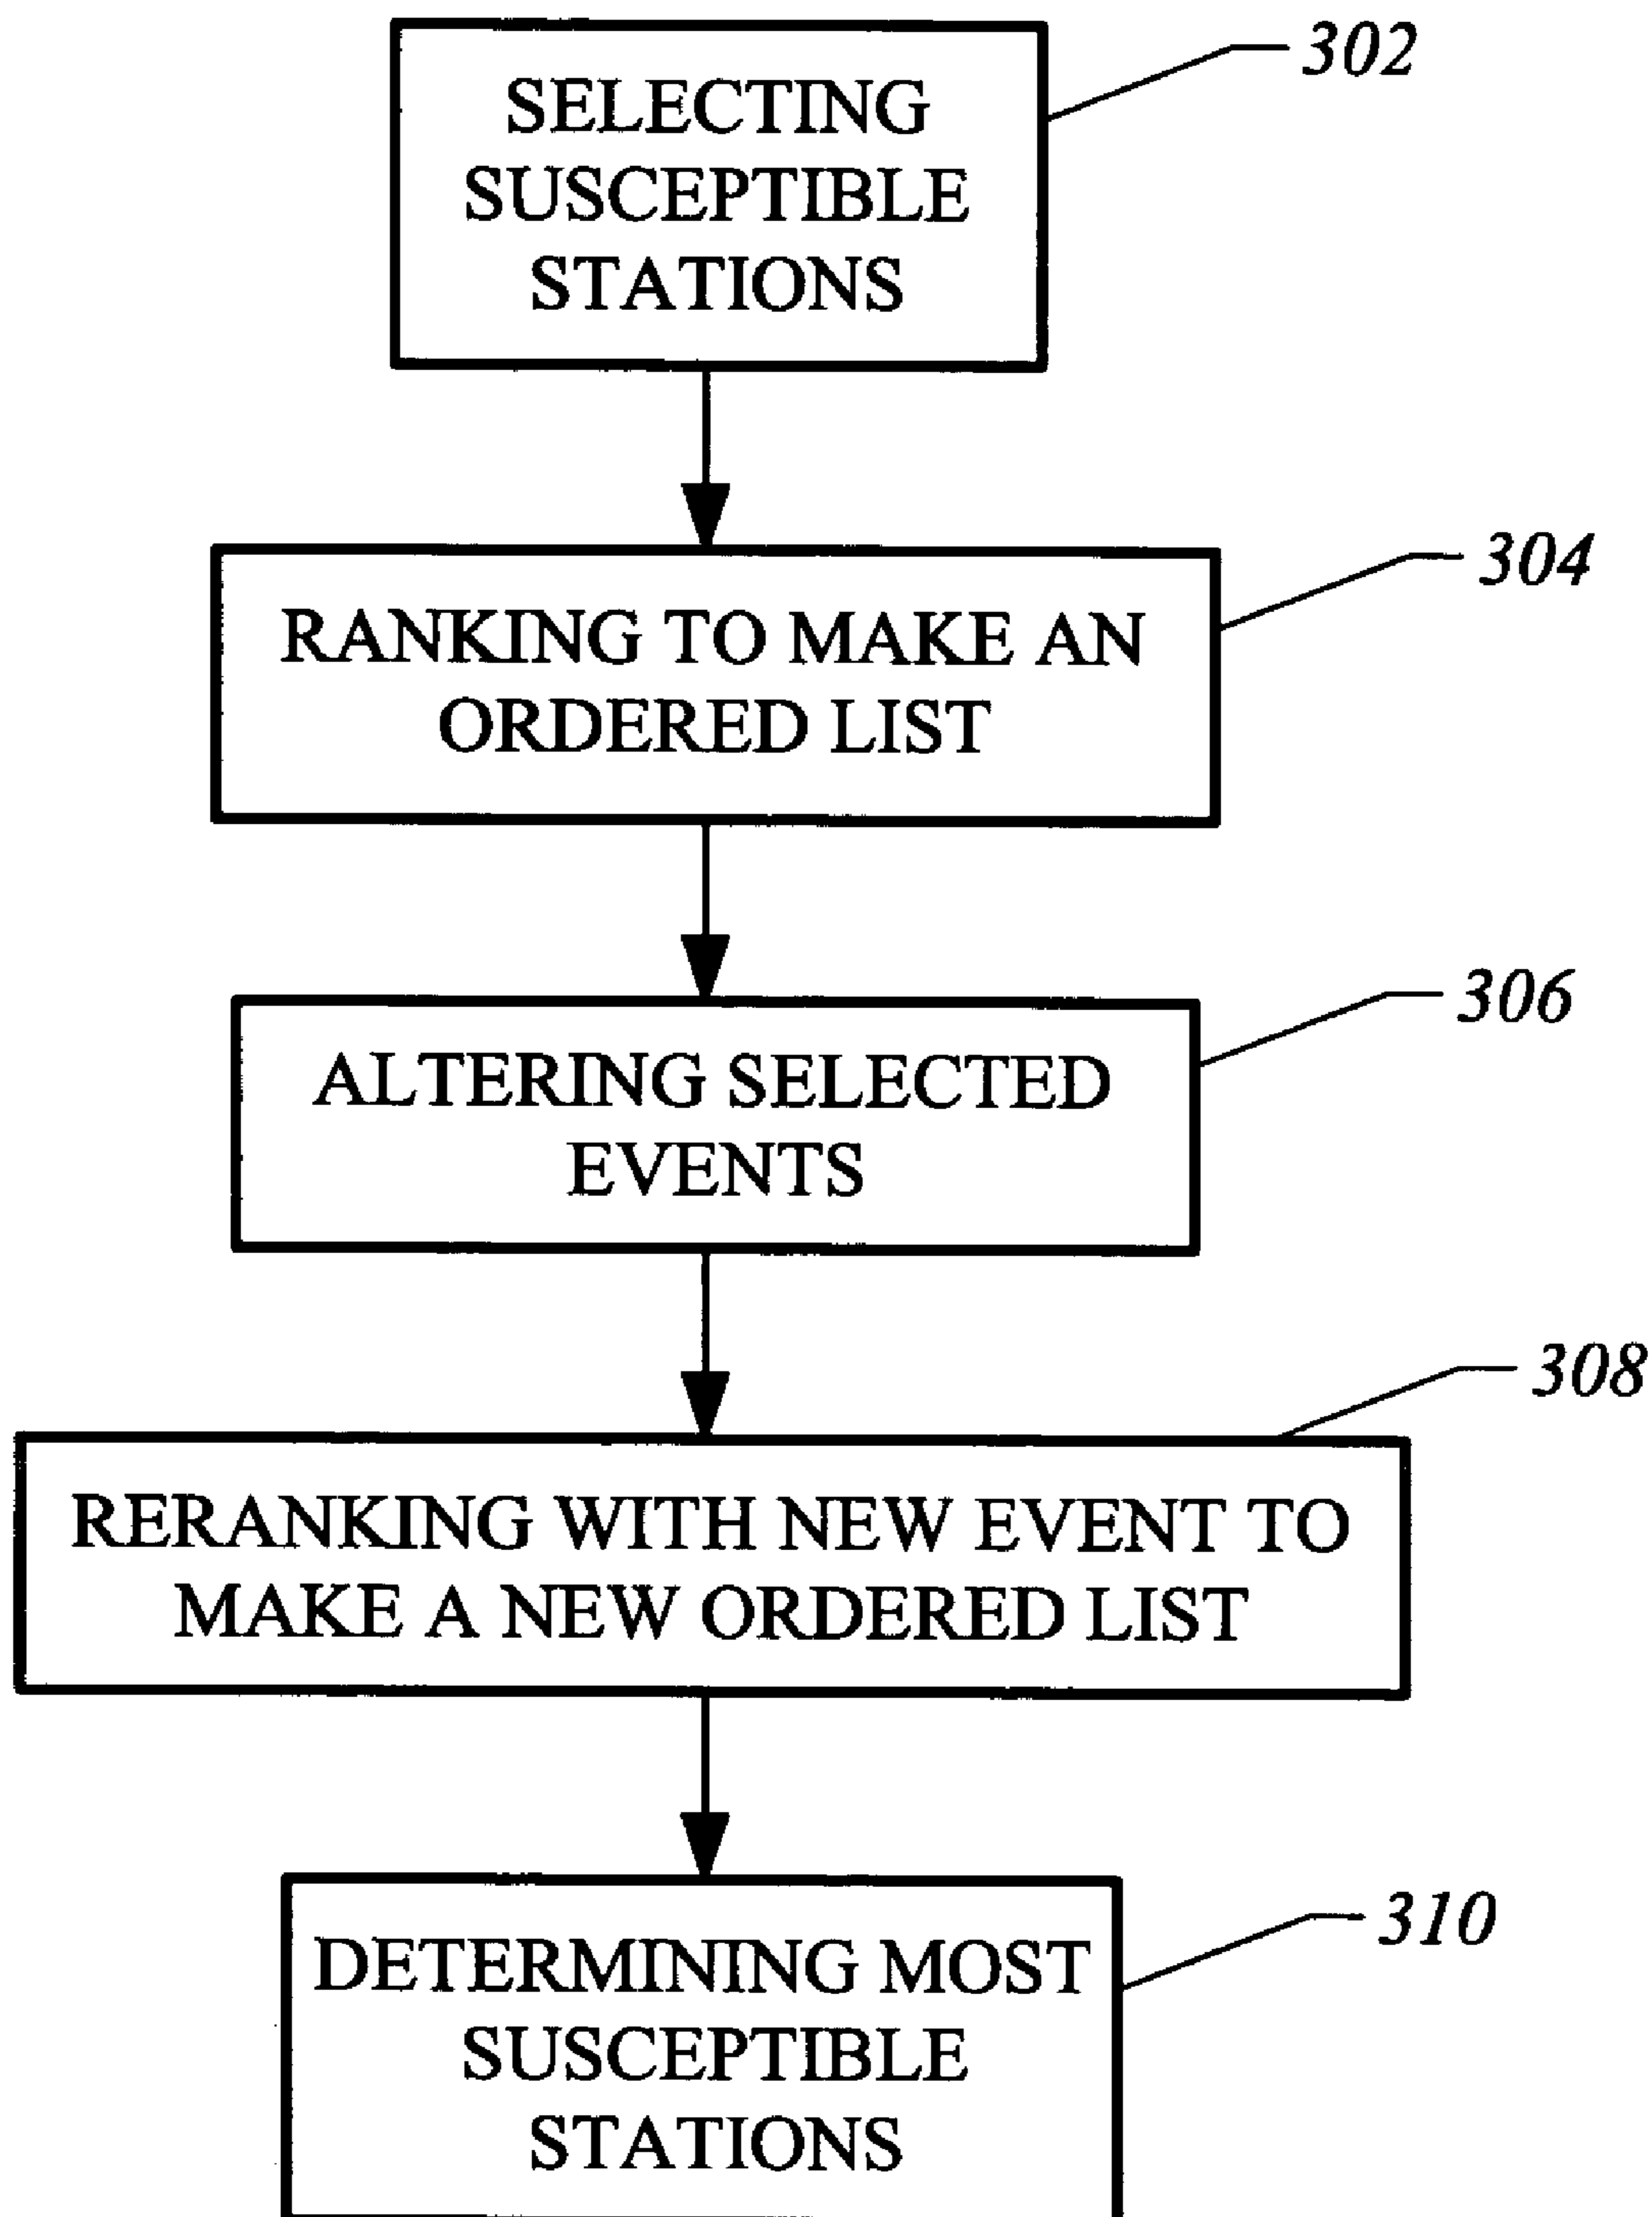 302
SELECTING
SUSCEPTIBLE
STATIONS
304
RANKING TO MAKE AN
ORDERED LIST
306
ALTERING SELECTED
EVENTS
308
RERANKING WITH NEW EVENT TO
MAKE A NEW ORDERED LIST
310
DETERMINING MOST
SUSCEPTIBLE
STATIONS